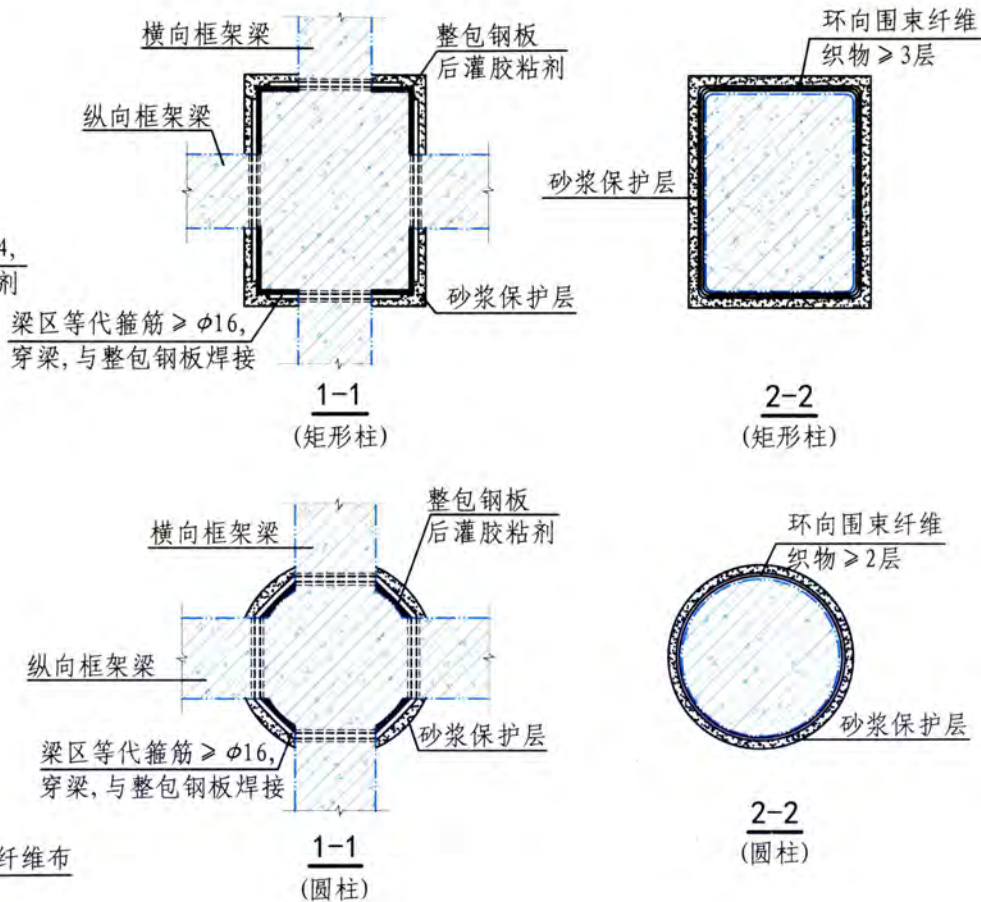 横向框架梁
整包钢板
后灌胶粘剂
环向围束纤维
织物≥3层
纵向框架梁
砂浆保护层
4,
剂
砂浆保护层
梁区等代箍筋≥φ16,
穿梁,与整包钢板焊接
1-1
(矩形柱)
2-2
(矩形柱)
横向框架梁
整包钢板
后灌胶粘剂
环向围束纤维
织物≥2层
纵向框架梁
砂浆保护层
砂浆保护层
梁区等代箍筋≥φ16,
穿梁,与整包钢板焊接
1-1
(圆柱)
2-2
(圆柱)
纤维布